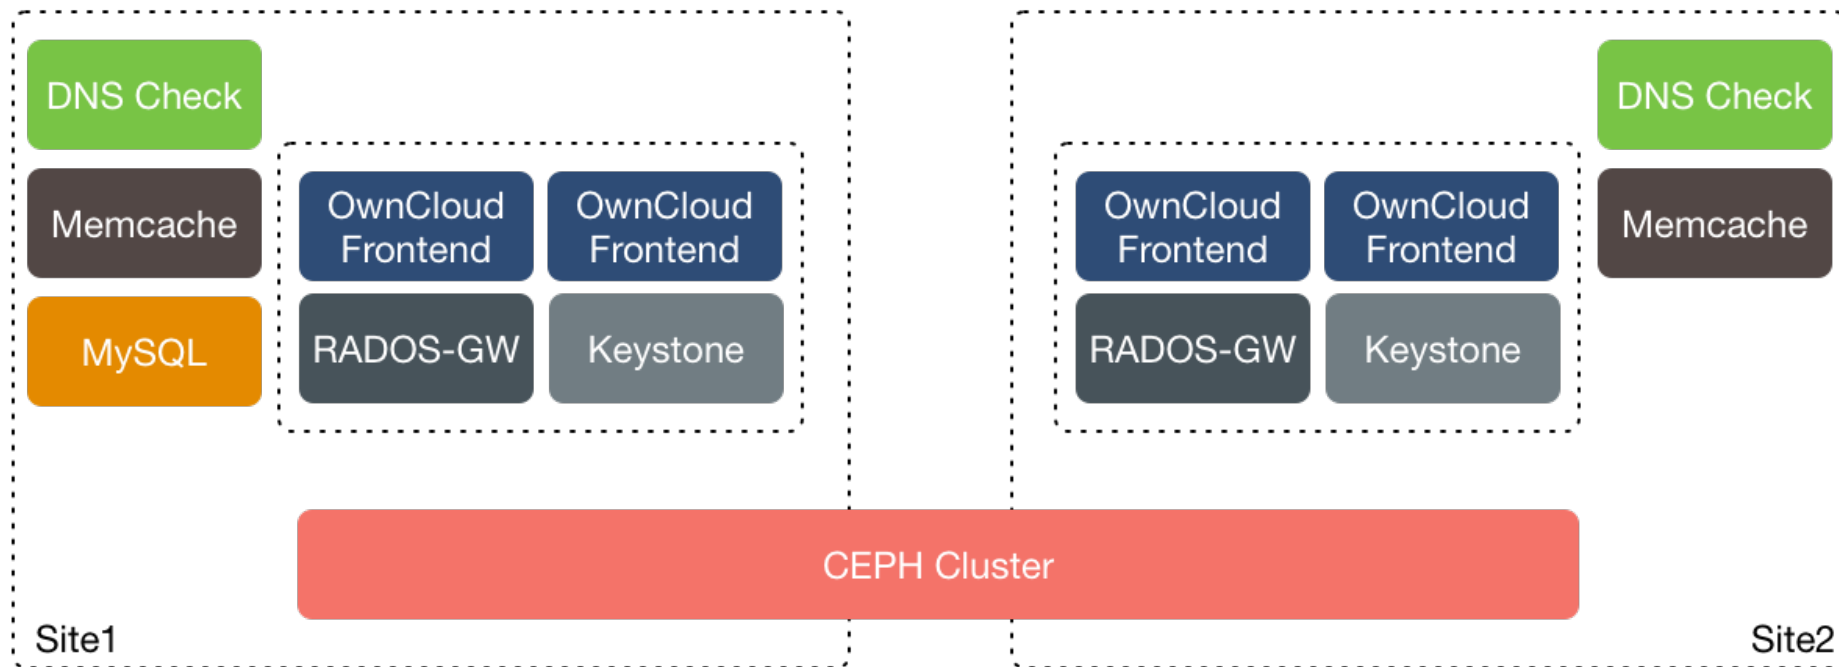 DNS Check
Memcache
MySQL
OwnCloud
Frontend
OwnCloud
Frontend
RADOS-GW
Keystone
OwnCloud
Frontend
OwnCloud
Frontend
RADOS-GW
Keystone
DNS Check
Memcache
CEPH Cluster
Site1
Site2